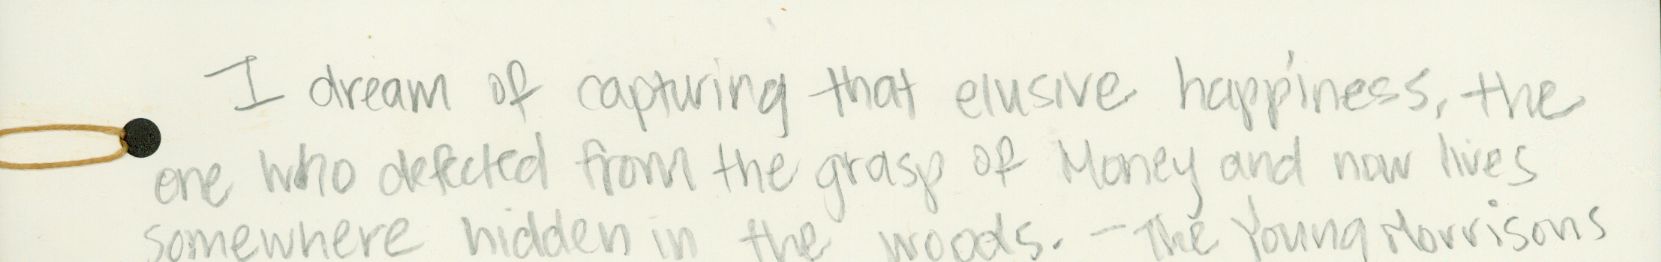 I dream of capturing that elusive happiness, the
one who defected from the grasp of Money and now lives
somewhere hidden in the woods. - The Young Morrisons